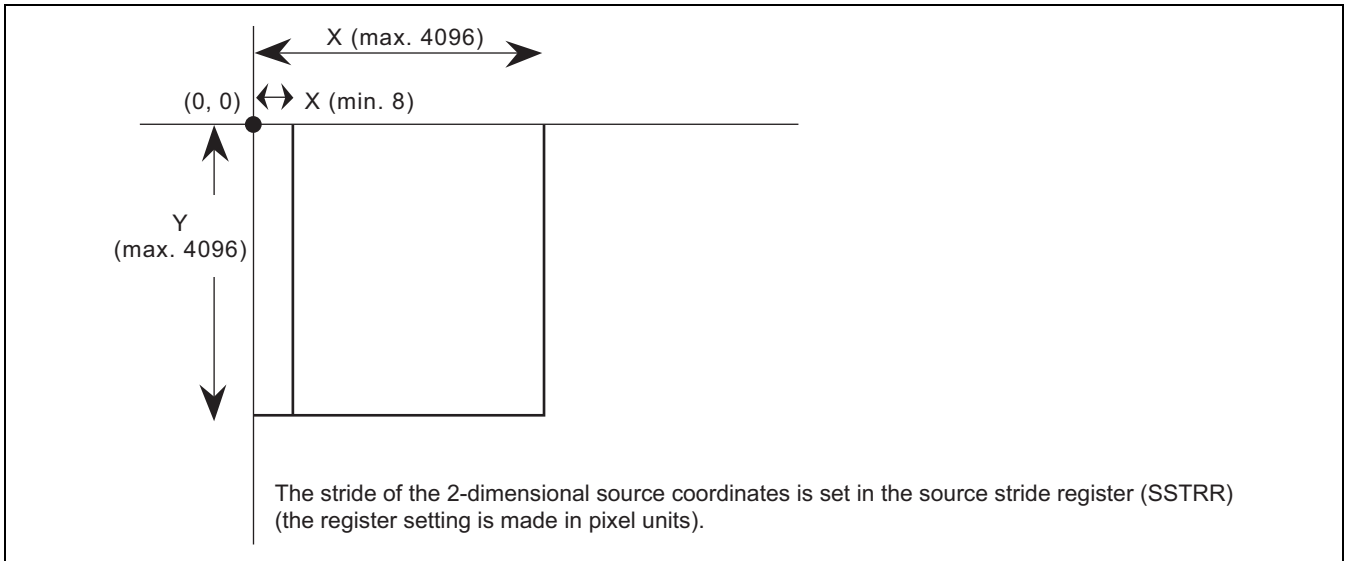 X (max. 4096)
(0, 0)
X (min. 8)
Y
(max. 4096)
The stride of the 2-dimensional source coordinates is set in the source stride register (SSTRR)
(the register setting is made in pixel units).